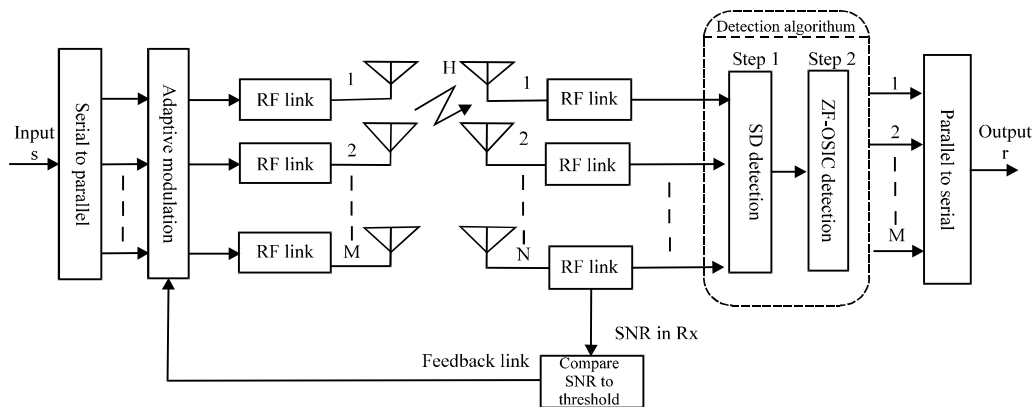 Detection algorithum
Step 1
Step 2
Input
s
Serial to parallel
Adaptive modulation
RF link
1
RF link
2
RF link
M
H
1
RF link
2
RF link
N
RF link
SD detection
ZF-OSIC detection
1
2
M
Parallel to serial
Output
r
SNR in Rx
Feedback link
Compare
SNR to
threshold